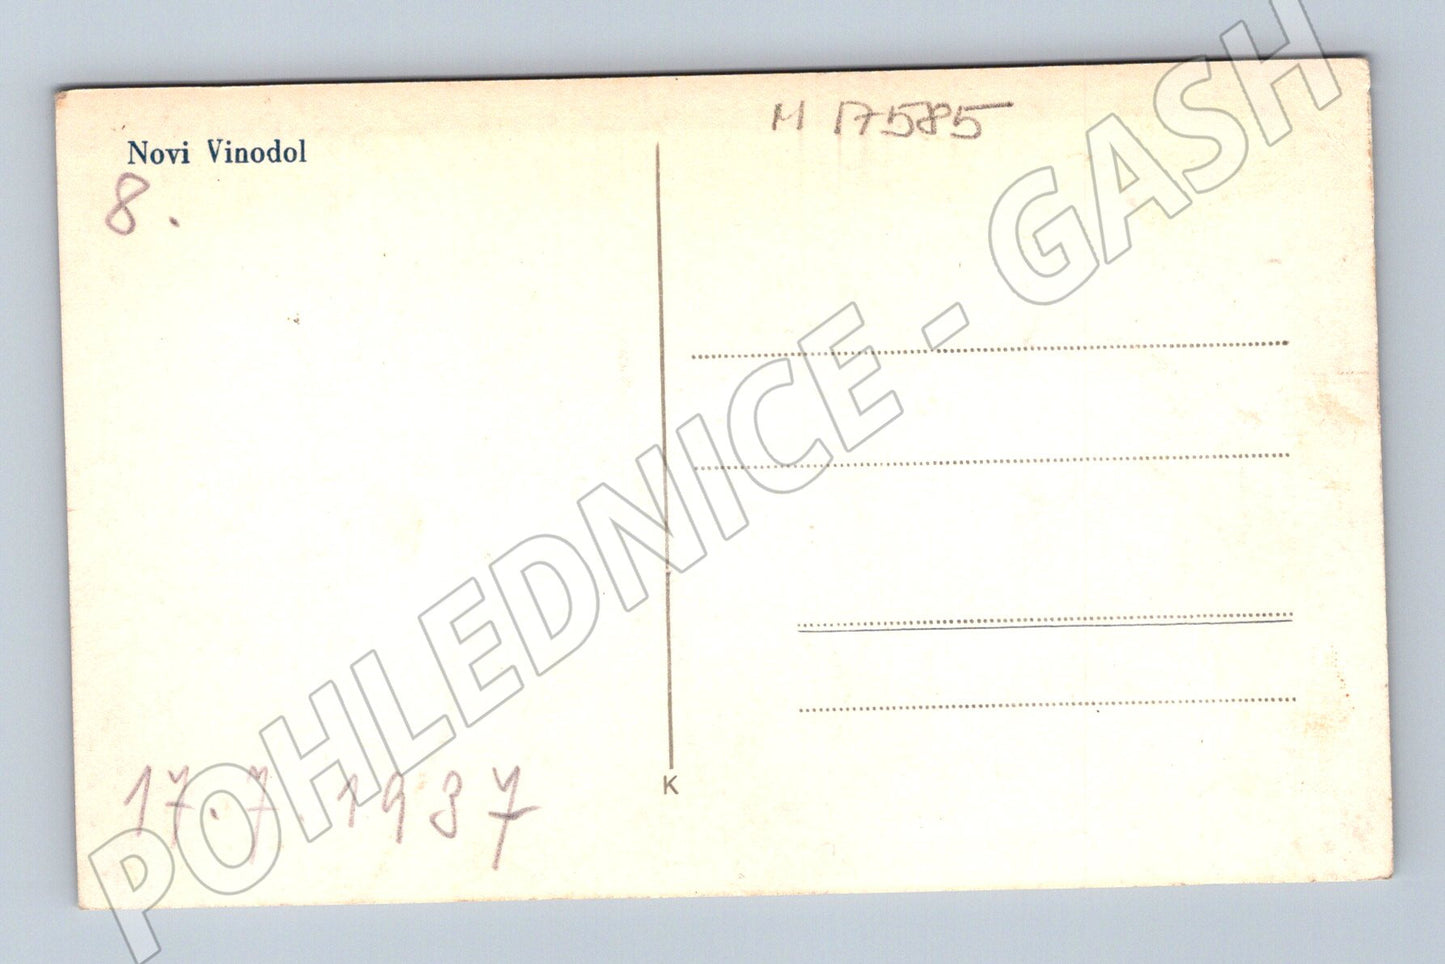 M 17585
Novi Vinodol
8.
17.7.1937
K
POHLEDNICE - GASH